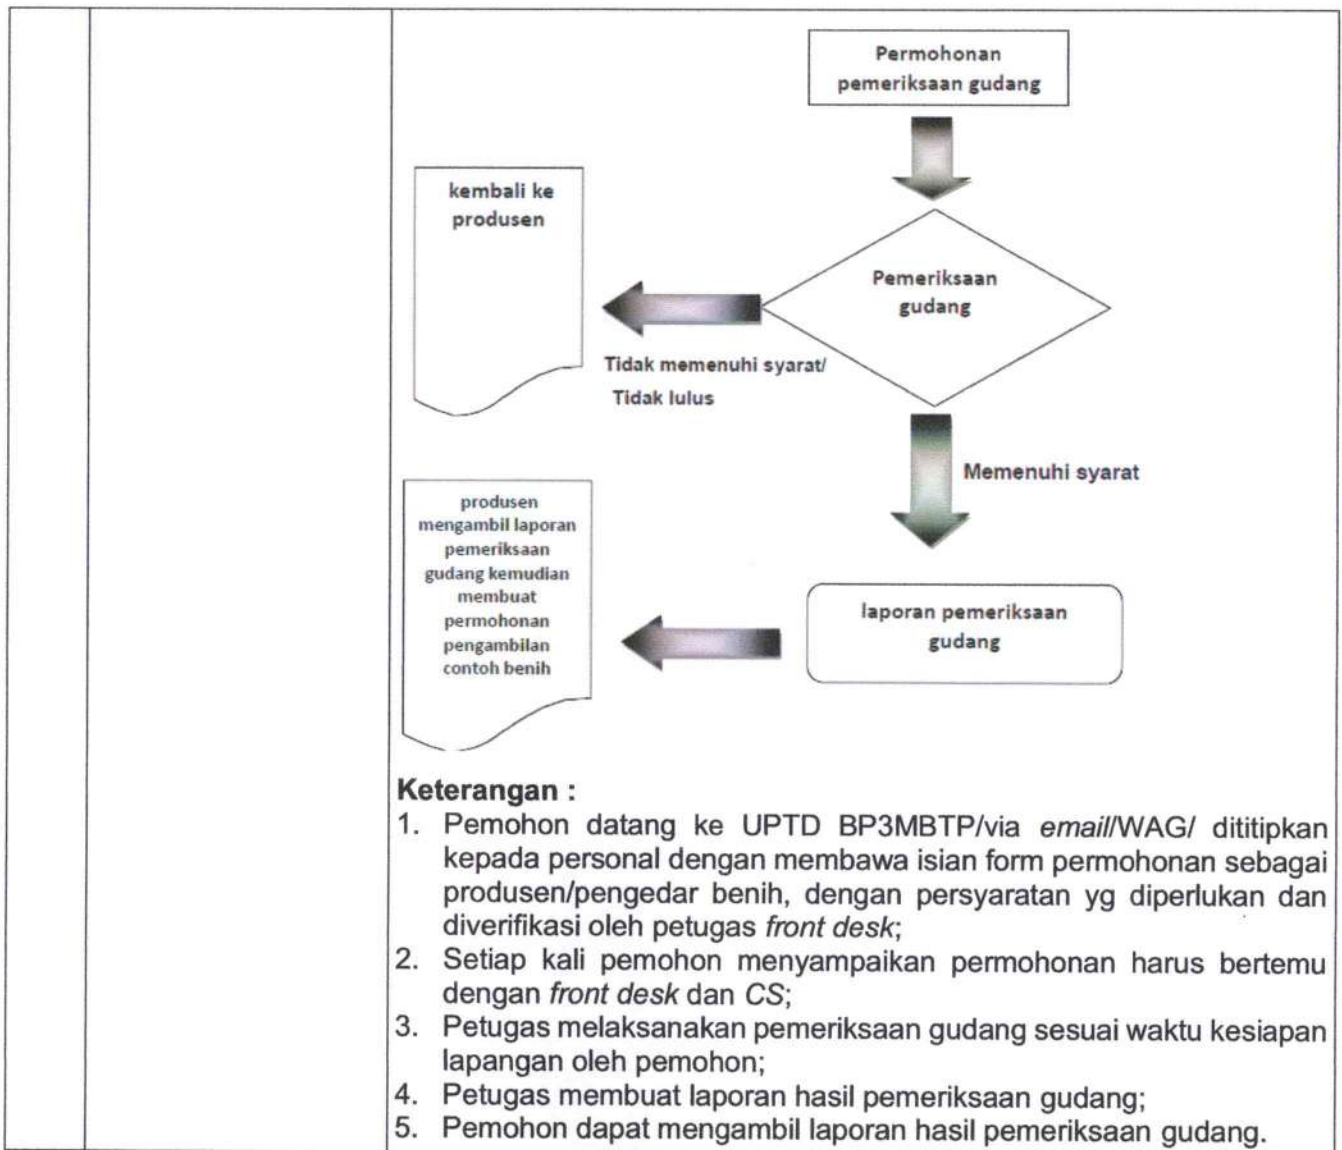 Permohonan
pemeriksaan gudang
kembali ke
produsen
Pemeriksaan
gudang
Tidak memenuhi syarat/
Tidak lulus
Memenuhi syarat
produsen
mengambil laporan
pemeriksaan
gudang kemudian
membuat
permohonan
pengambilan
contoh benih
laporan pemeriksaan
gudang
Keterangan :
1. Pemohon datang ke UPTD BP3MBTP/via email/WAG/ dititipkan
kepada personal dengan membawa isian form permohonan sebagai
produsen/pengedar benih, dengan persyaratan yg diperlukan dan
diverifikasi oleh petugas front desk;
2. Setiap kali pemohon menyampaikan permohonan harus bertemu
dengan front desk dan CS;
3. Petugas melaksanakan pemeriksaan gudang sesuai waktu kesiapan
lapangan oleh pemohon;
4. Petugas membuat laporan hasil pemeriksaan gudang;
5. Pemohon dapat mengambil laporan hasil pemeriksaan gudang.